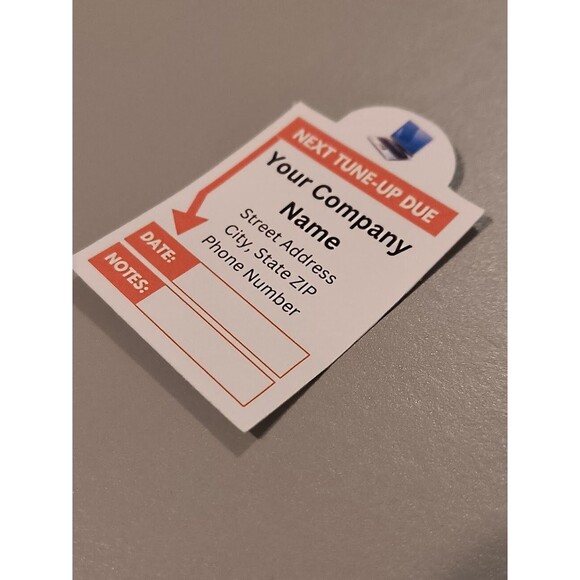 NEXT TUNE-UP DUE
Your Company
Name
Street Address
City, State ZIP
Phone Number
DATE:
NOTES: